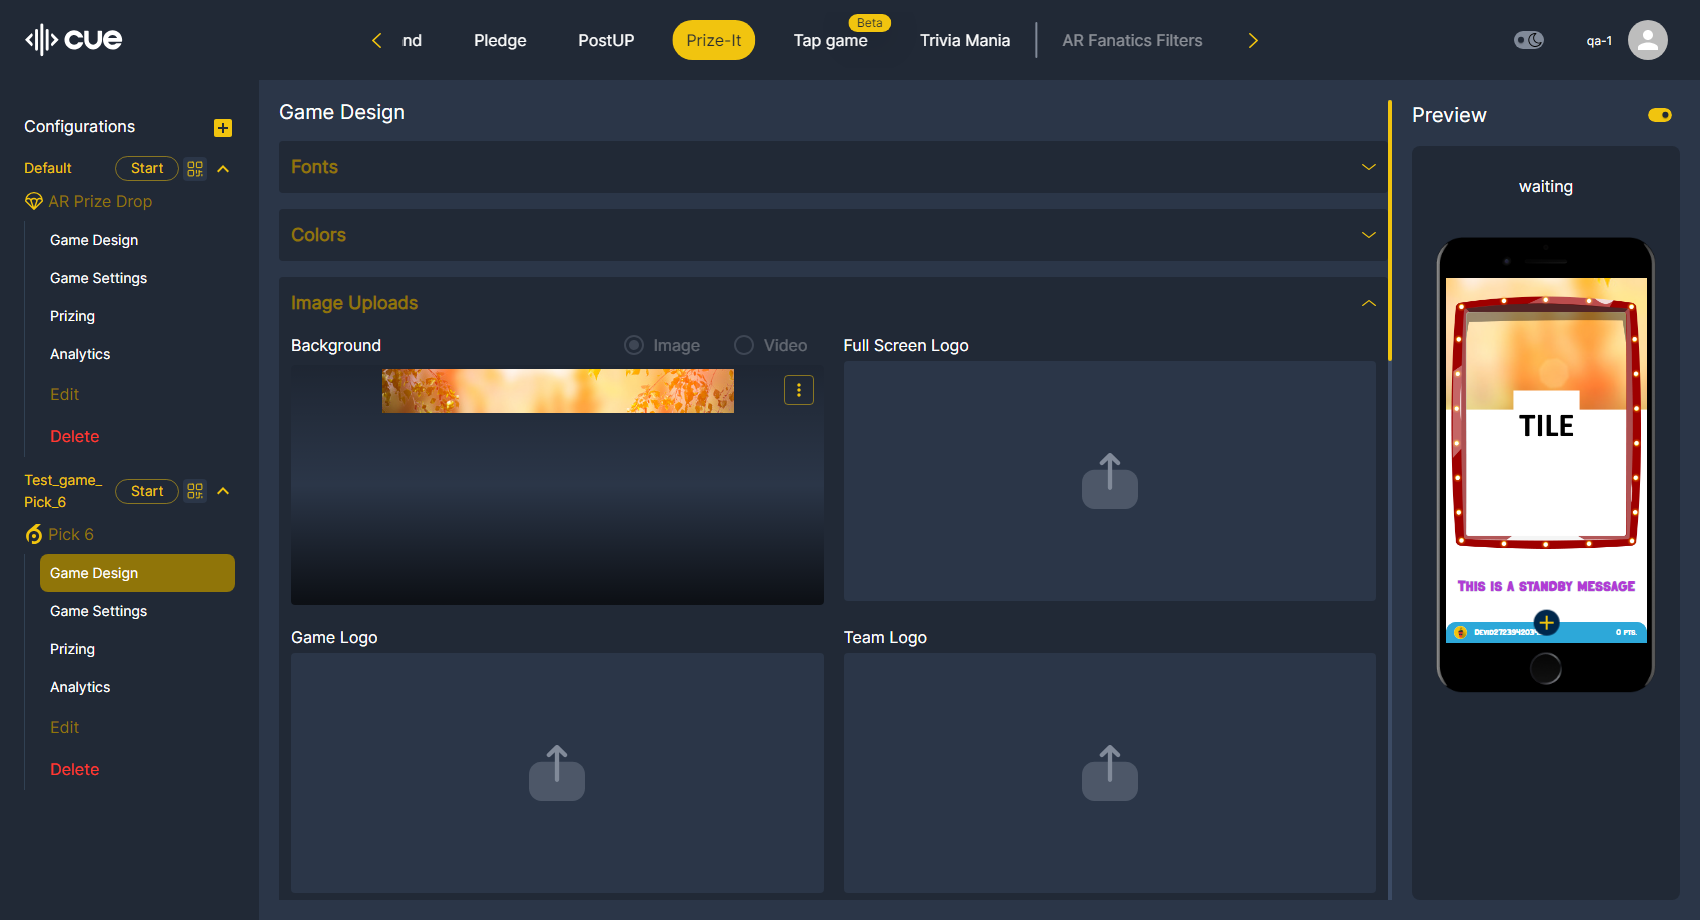 cue
nd
Pledge
PostUP
Prize-It
Beta
Tap game
Trivia Mania
AR Fanatics Filters
qa-1
Configurations
Default
Start
AR Prize Drop
Game Design
Game Settings
Prizing
Analytics
Edit
Delete
Test_game_
Pick_6
Start
Pick 6
Game Design
Game Settings
Prizing
Analytics
Edit
Delete
Game Design
Fonts
Colors
Image Uploads
Background
Image
Video
Full Screen Logo
Game Logo
Team Logo
Preview
waiting
TILE
THIS IS A STANDBY MESSAGE
0 PTS.